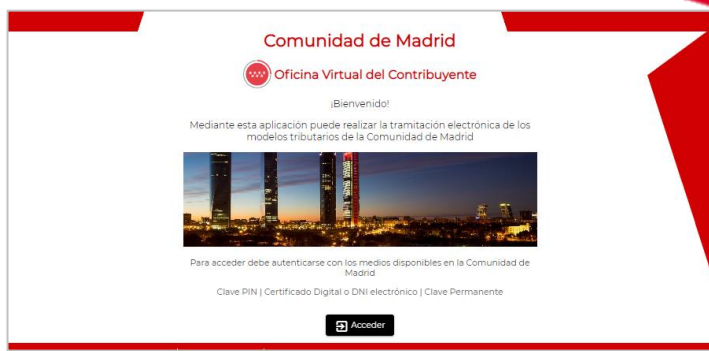 Comunidad de Madrid
Oficina Virtual del Contribuyente
¡Bienvenido!
Mediante esta aplicación puede realizar la tramitación electrónica de los
modelos tributarios de la Comunidad de Madrid
Para acceder debe autenticarse con los medios disponibles en la Comunidad de
Madrid
Clave PIN | Certificado Digital o DNI electrónico | Clave Permanente
Acceder